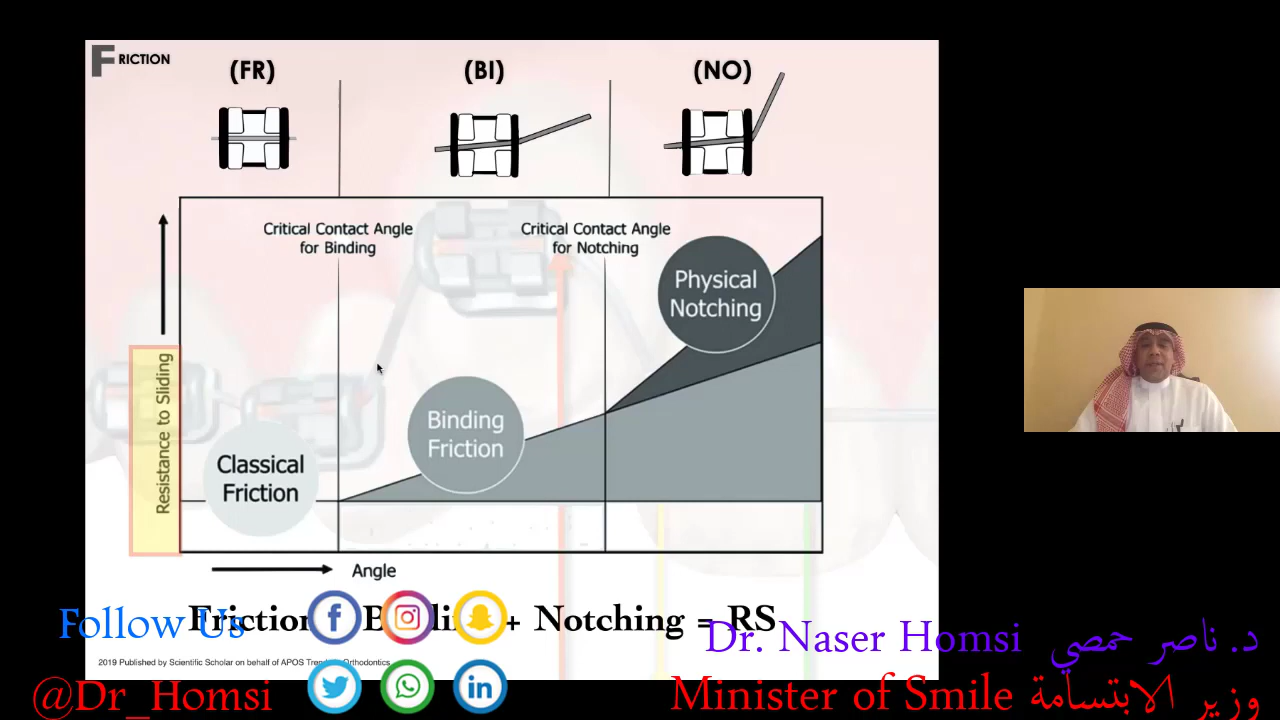 FRICTION
(FR)
(BI)
(NO)
Critical Contact Angle
for Binding
Critical Contact Angle
for Notching
Physical
Notching
Binding
Friction
Classical
Friction
Resistance to Sliding
Angle
Friction + Notching = RS
2019 Published by Scientific Scholar on behalf of APOS Trends in Orthodontics
Follow Us
@Dr_Homsi
Dr. Naser Homsi د. ناصر حمصي
Minister of Smile وزير الابتسامة